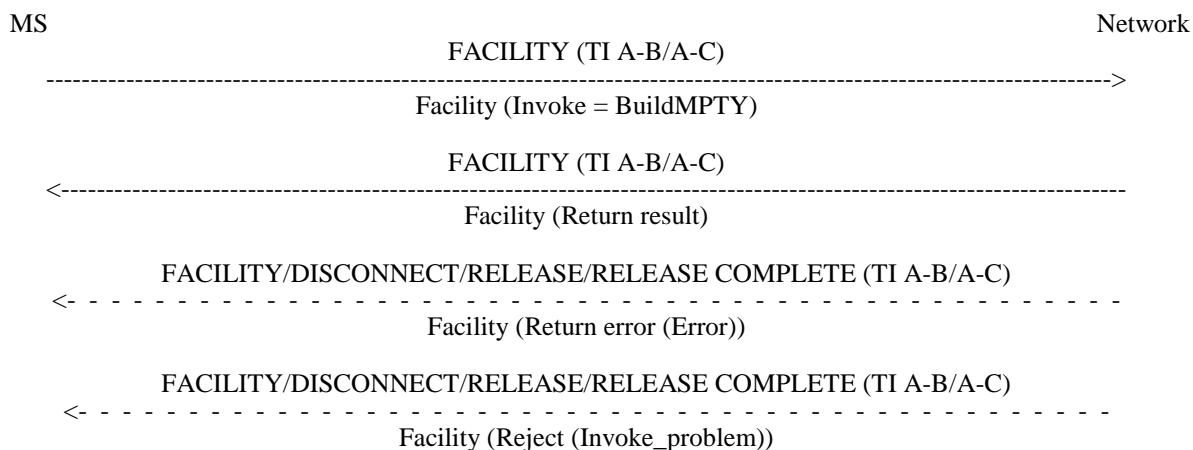 MS Network
FACILITY (TI A-B/A-C)
Facility (Invoke = BuildMPTY)
FACILITY (TI A-B/A-C)
Facility (Return result)
FACILITY/DISCONNECT/RELEASE/RELEASE COMPLETE (TI A-B/A-C)
Facility (Return error (Error))
FACILITY/DISCONNECT/RELEASE/RELEASE COMPLETE (TI A-B/A-C)
Facility (Reject (Invoke_problem))